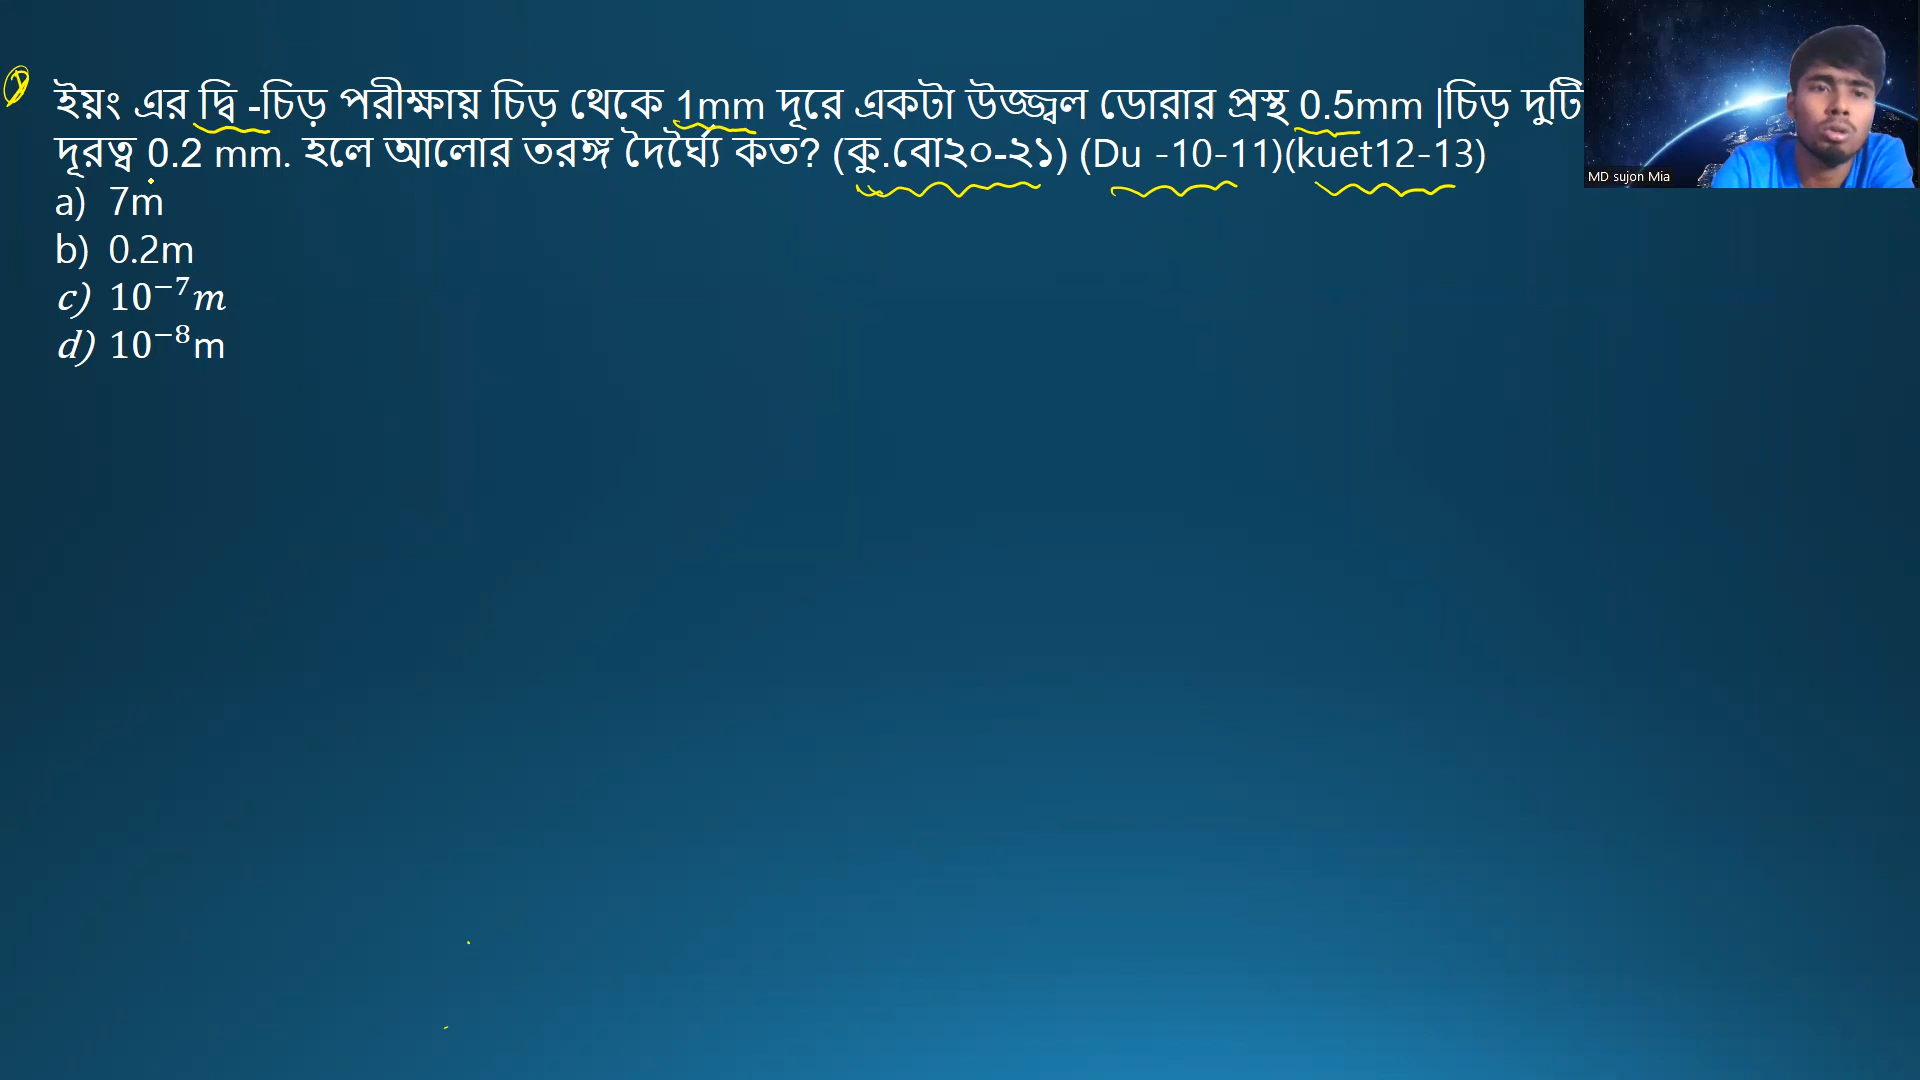 ইয়ং এর দ্বি -চিড় পরীক্ষায় চিড় থেকে 1mm দূরে একটা উজ্জ্বল ডোরার প্রস্থ 0.5mm |চিড় দুটি
দূরত্ব 0.2 mm. হলে আলোর তরঙ্গ দৈর্ঘ্যৈ কত? (কু.বো২০-২১) (Du -10-11)(kuet12-13)
a) 7m
b) 0.2m
c) 10⁻⁷m
d) 10⁻⁸m
MD sujon Mia